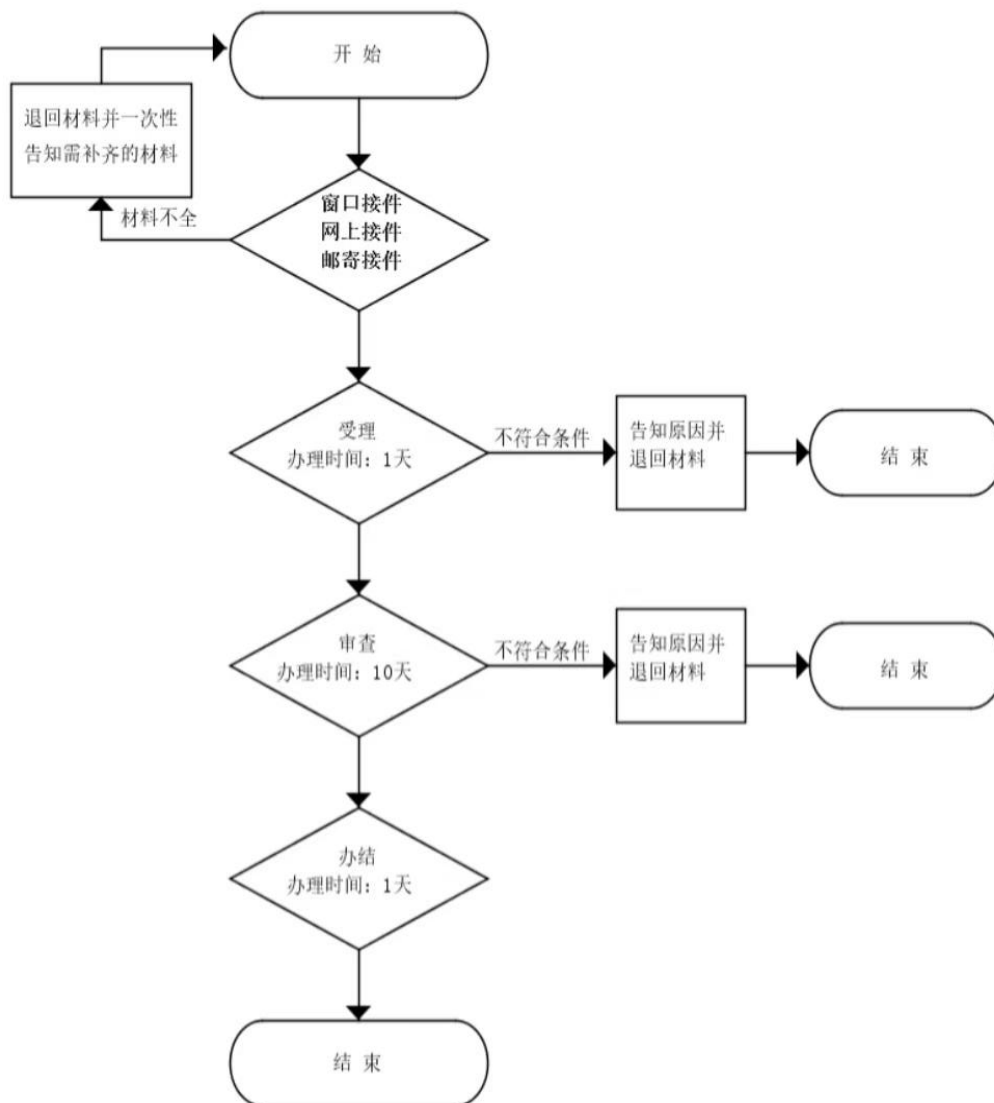 开 始
退回材料并一次性
告知需补齐的材料
材料不全
窗口接件
网上接件
邮寄接件
受理
办理时间：1天
不符合条件
告知原因并
退回材料
结 束
审查
办理时间：10天
不符合条件
告知原因并
退回材料
结 束
办结
办理时间：1天
结 束